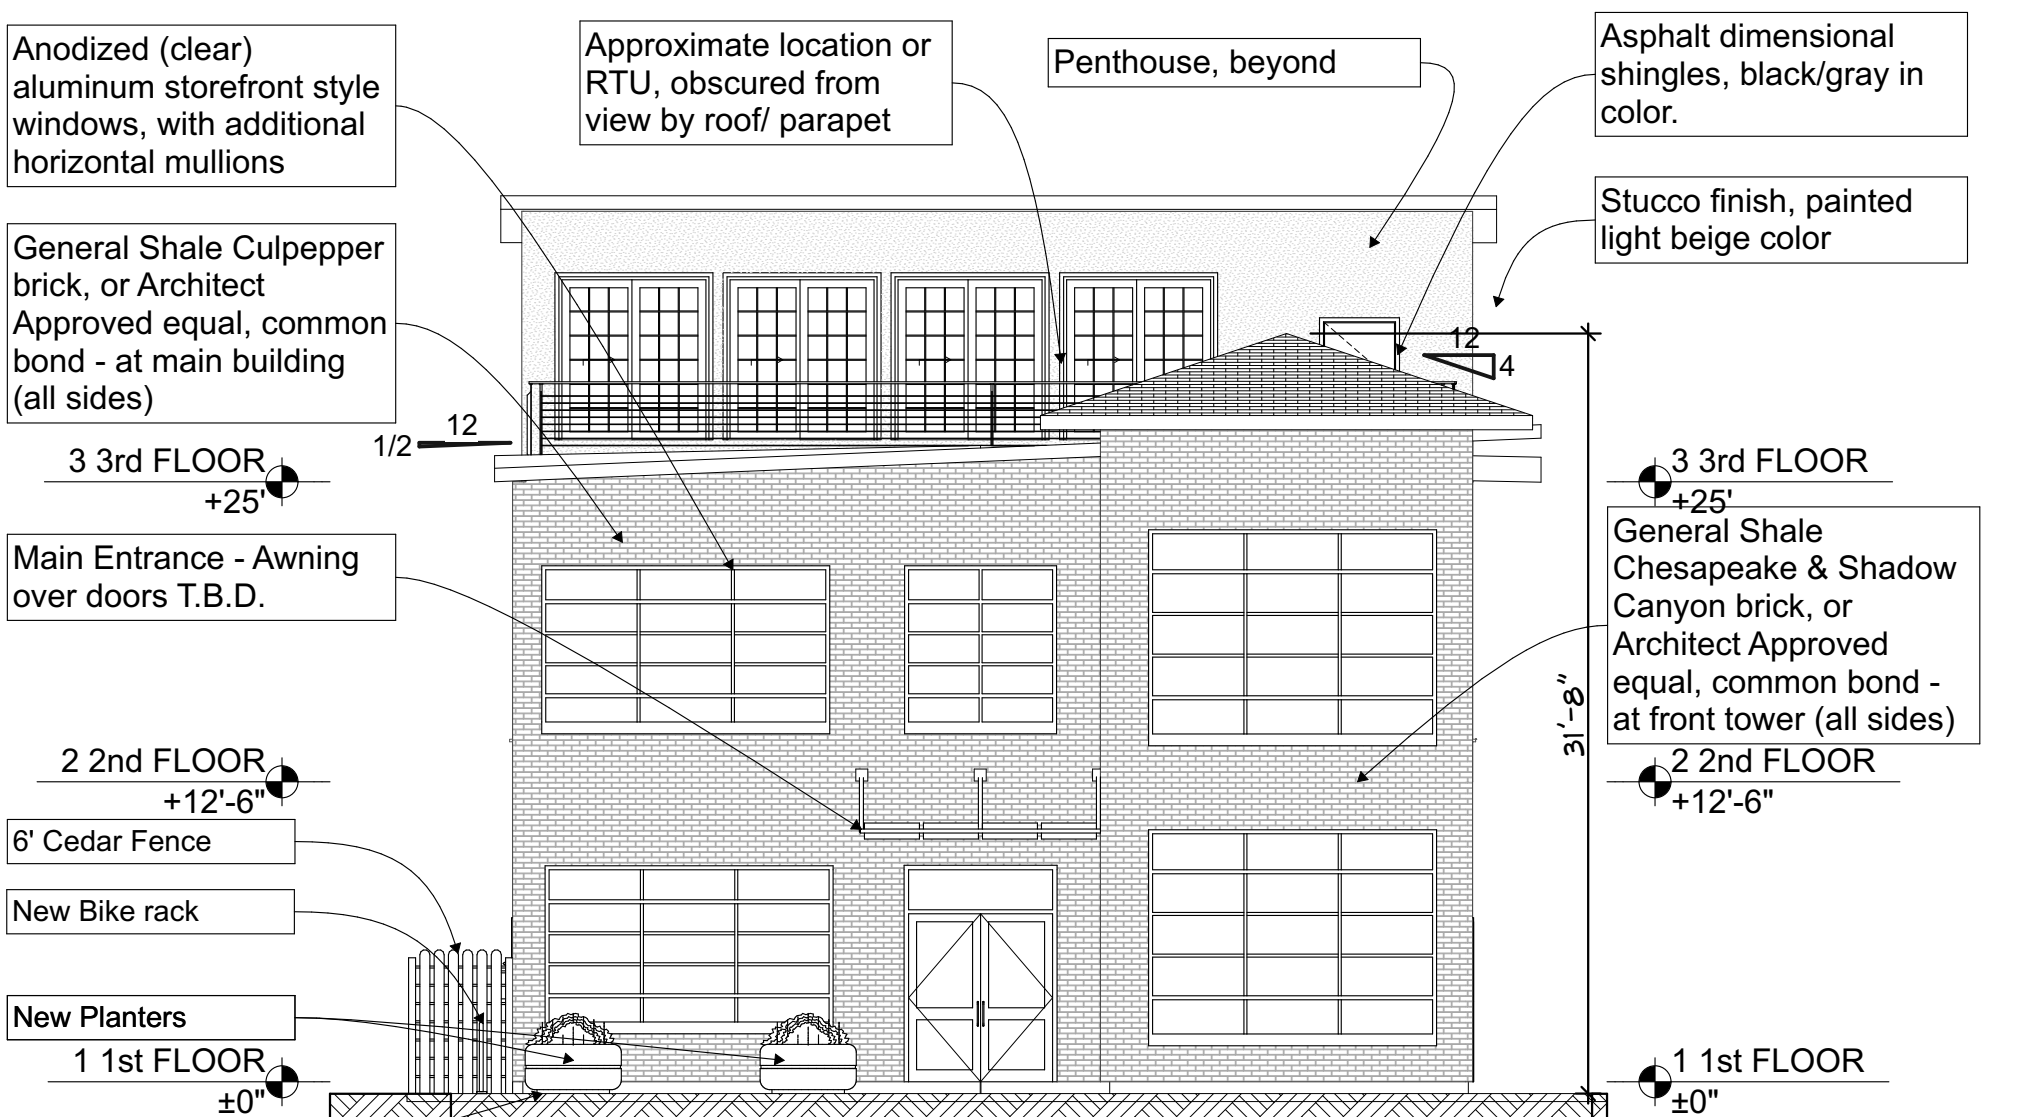 Anodized (clear)
aluminum storefront style
windows, with additional
horizontal mullions
Approximate location or
RTU, obscured from
view by roof/ parapet
Penthouse, beyond
Asphalt dimensional
shingles, black/gray in
color.
Stucco finish, painted
light beige color
General Shale Culpepper
brick, or Architect
Approved equal, common
bond - at main building
(all sides)
12
4
12
1/2
3 3rd FLOOR
+25'
3 3rd FLOOR
+25'
Main Entrance - Awning
over doors T.B.D.
General Shale
Chesapeake & Shadow
Canyon brick, or
Architect Approved
equal, common bond -
at front tower (all sides)
31'-8"
2 2nd FLOOR
+12'-6"
2 2nd FLOOR
+12'-6"
6' Cedar Fence
New Bike rack
New Planters
1 1st FLOOR
±0"
1 1st FLOOR
±0"